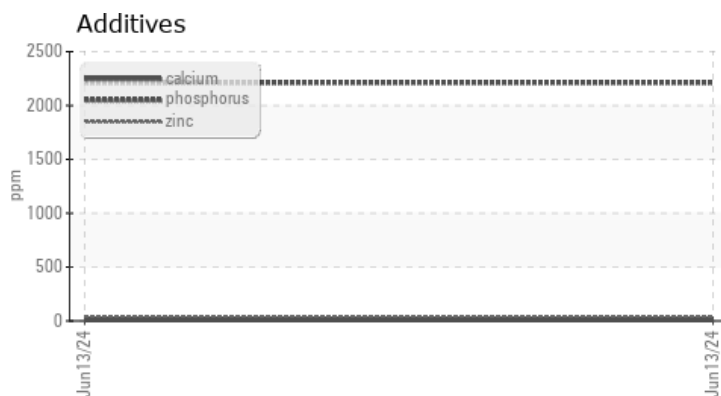 Additives
2500
2000
1500
1000
500
0
ppm
calcium
phosphorus
zinc
Jun13/24
Jun13/24